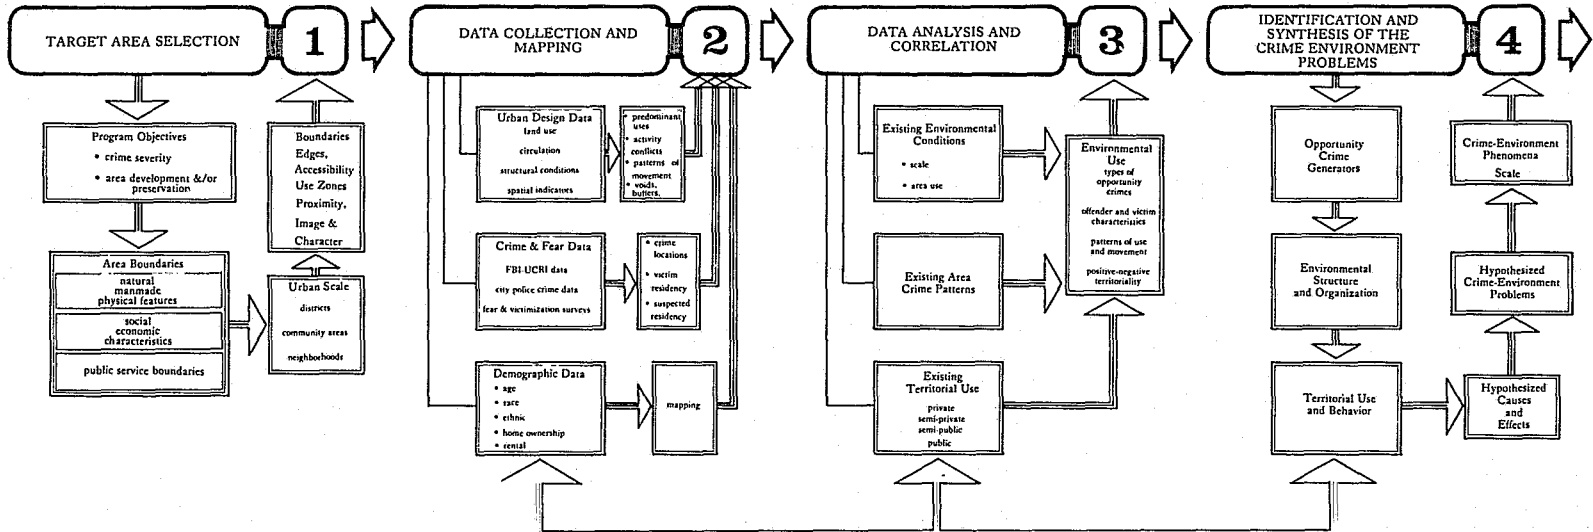 TARGET AREA SELECTION
1
Program Objectives
• crime severity
• area development &/or
preservation
Area Boundaries
natural
manmade
physical features
social
economic
characteristics
public service boundaries
Boundaries
Edges,
Accessibility
Use Zones
Proximity,
Image &
Character
Urban Scale
districts
community areas
neighborhoods
DATA COLLECTION AND
MAPPING
2
Urban Design Data
land use
circulation
structural conditions
spatial indicators
• predominant
uses
• activity
conflicts
• patterns of
movement
• voids,
buffers,
Crime & Fear Data
FBI-UCRI data
city police crime data
fear & victimization surveys
• crime
locations
• victim
residency
• suspected
residency
Demographic Data
• age
• race
• ethnic
• home ownership
• rental
mapping
DATA ANALYSIS AND
CORRELATION
3
Existing Environmental
Conditions
• scale
• area use
Existing Area
Crime Patterns
Existing
Territorial Use
private
semi-private
semi-public
public
Environmental
Use
types of
opportunity
crimes
offender and victim
characteristics
patterns of use
and movement
positive-negative
territoriality
IDENTIFICATION AND
SYNTHESIS OF THE
CRIME ENVIRONMENT
PROBLEMS
4
Opportunity
Crime
Generators
Environmental
Structure
and Organization
Territorial Use
and Behavior
Crime-Environment
Phenomena
Scale
Hypothesized
Crime-Environment
Problems
Hypothesized
Causes
and
Effects